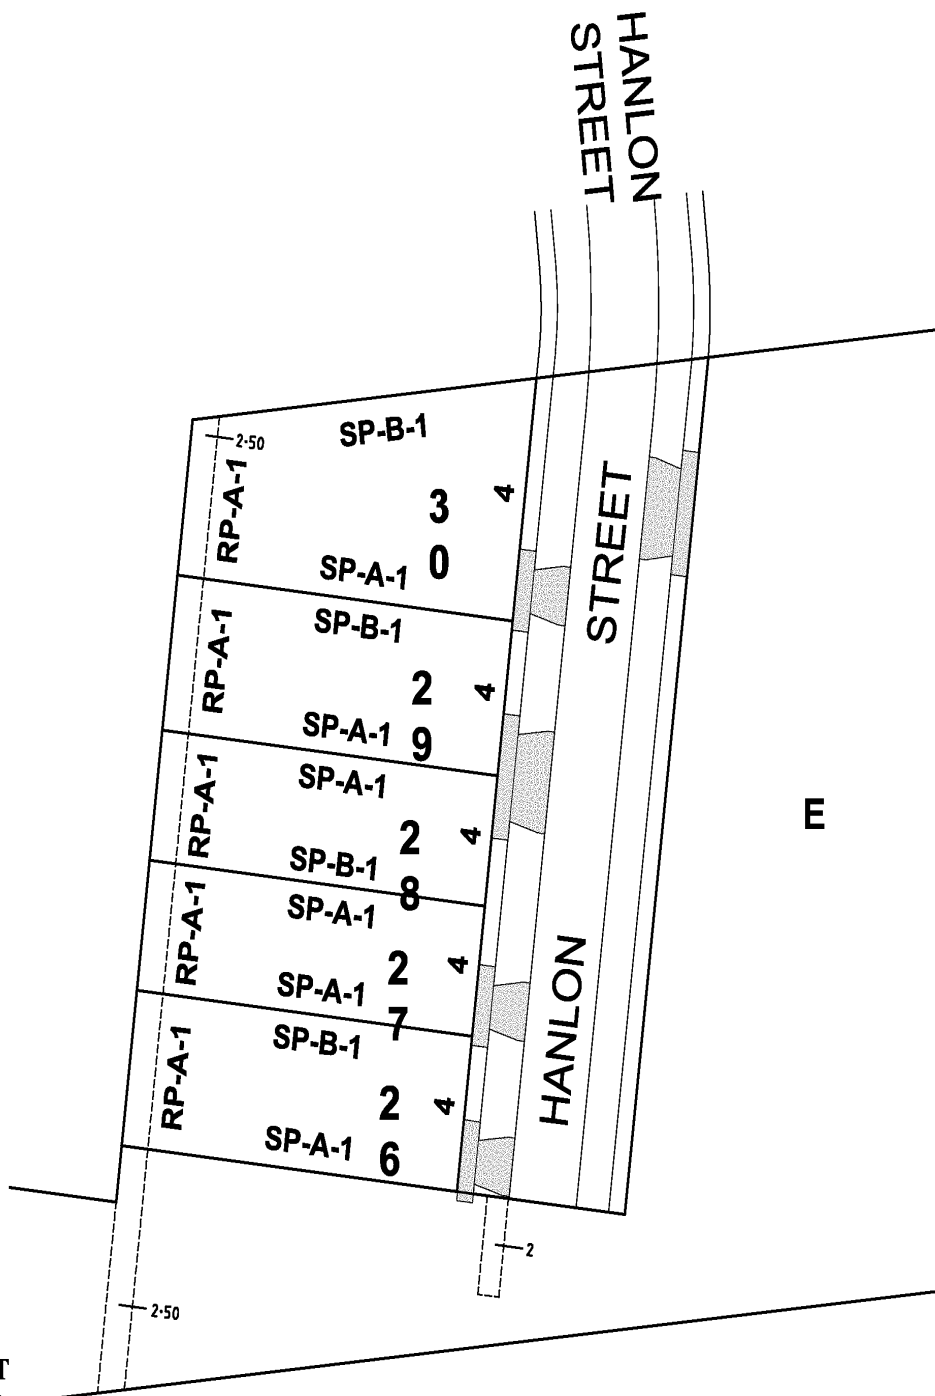 HANLON
STREET
SP-B-1
2·50
RP-A-1
3
0
4
SP-A-1
STREET
SP-B-1
RP-A-1
2
9
4
SP-A-1
SP-A-1
RP-A-1
2
8
4
SP-B-1
E
SP-A-1
RP-A-1
2
7
4
SP-A-1
HANLON
SP-B-1
RP-A-1
2
6
4
SP-A-1
2
2·50
T